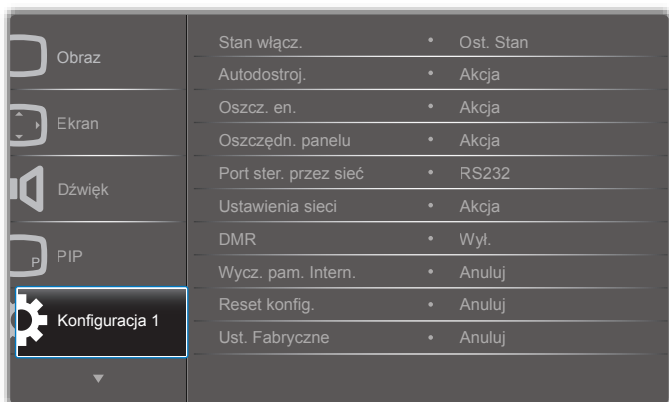 Obraz
Ekran
Dźwięk
P
PIP
Konfiguracja 1
Stan włącz. • Ost. Stan
Autodostroj. • Akcja
Oszcz. en. • Akcja
Oszczędn. panelu • Akcja
Port ster. przez sieć • RS232
Ustawienia sieci • Akcja
DMR • Wył.
Wycz. pam. Intern. • Anuluj
Reset konfig. • Anuluj
Ust. Fabryczne • Anuluj